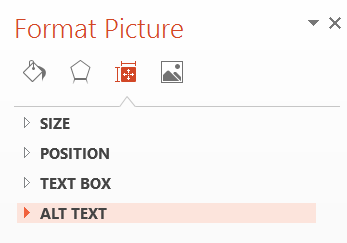 Format Picture
SIZE
POSITION
TEXT BOX
ALT TEXT